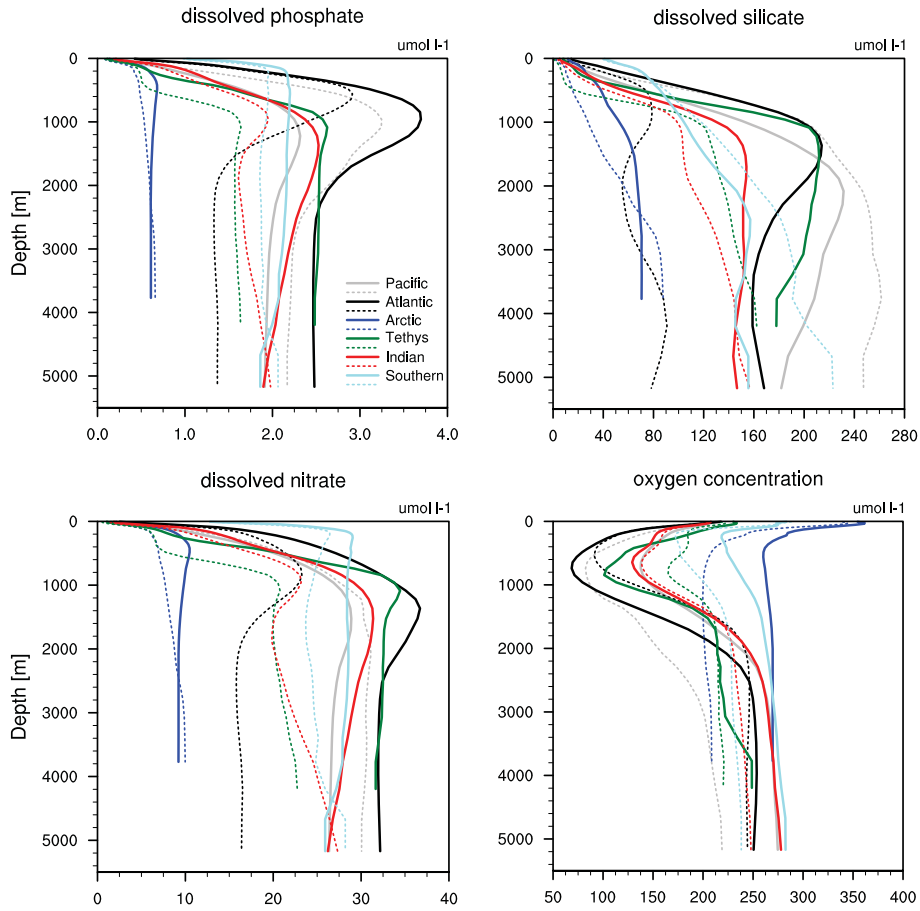 dissolved phosphate
umol l-1
0
1000
2000
3000
4000
5000
Depth [m]
Pacific
Atlantic
Arctic
Tethys
Indian
Southern
0.0 1.0 2.0 3.0 4.0
dissolved silicate
umol l-1
0
1000
2000
3000
4000
5000
0 40 80 120 160 200 240 280
dissolved nitrate
umol l-1
0
1000
2000
3000
4000
5000
Depth [m]
0 10 20 30 40
oxygen concentration
umol l-1
0
1000
2000
3000
4000
5000
50 100 150 200 250 300 350 400